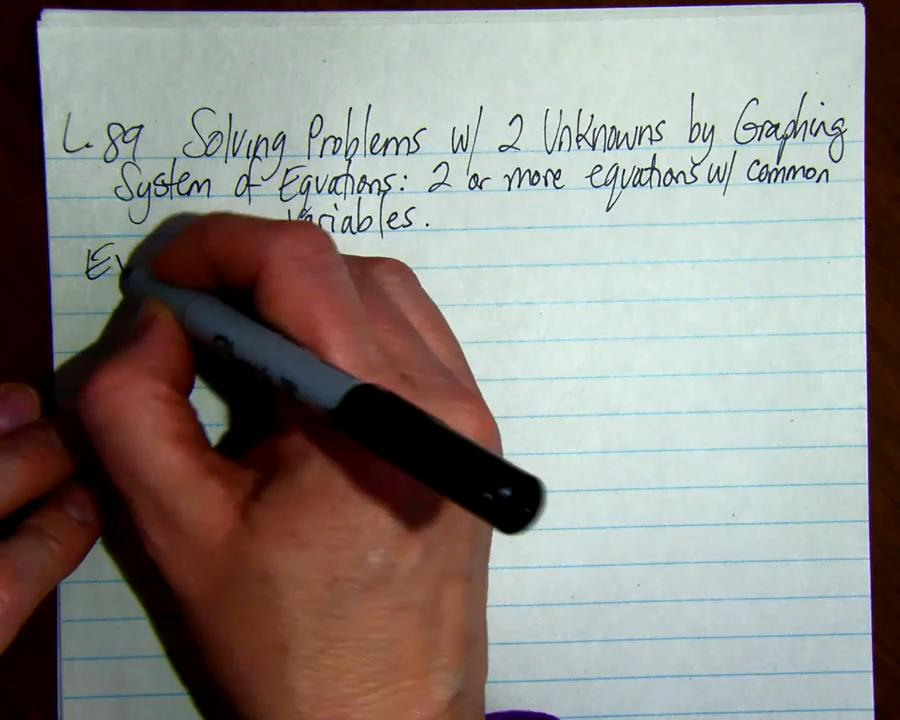 L. 89 Solving Problems w/ 2 Unknowns by Graphing
System of Equations: 2 or more equations w/ common
variables.